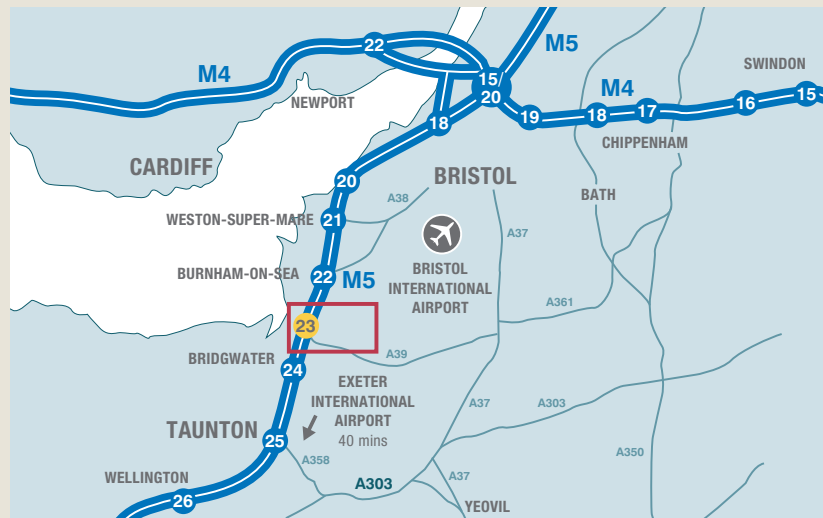 22
M5
M4
SWINDON
15
20
M4
NEWPORT
18
19
18
17
16
15
CHIPPENHAM
CARDIFF
20
BRISTOL
BATH
A38
WESTON-SUPER-MARE
21
A37
BURNHAM-ON-SEA
22
M5
BRISTOL
INTERNATIONAL
AIRPORT
A361
23
BRIDGWATER
A39
24
EXETER
INTERNATIONAL
AIRPORT
40 mins
A37
A303
TAUNTON
25
A358
A350
WELLINGTON
A303
A37
26
YEOVIL